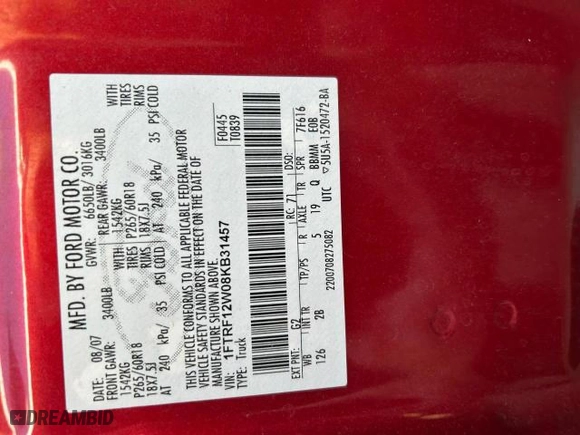 MFD. BY FORD MOTOR CO.
08/07 GVWR: 6650LB/ 3016KG
FRONT GAWR: 3400LB REAR GAWR: 3400LB
1542KG WITH 1542KG WITH
P265/60R18 TIRES P265/60R18 TIRES
18X7.5J RIMS 18X7.5J RIMS
AT 240 kPa/ 35 PSI COLD AT 240 kPa/ 35 PSI COLD
THIS VEHICLE CONFORMS TO ALL APPLICABLE FEDERAL MOTOR
VEHICLE SAFETY STANDARDS IN EFFECT ON THE DATE OF
MANUFACTURE SHOWN ABOVE.
VIN: 1FTRF12W08KB31457
TYPE: Truck
F0445
T0839
EXT PNT: G2 RC: 71 DSO:
WB INT TR TP/PS R AXLE TR SPR 7F616
126 2B 5 19 Q BBMM E0B
2200708275082 UTC ▽5U5A-1520472-BA
DREAMBID